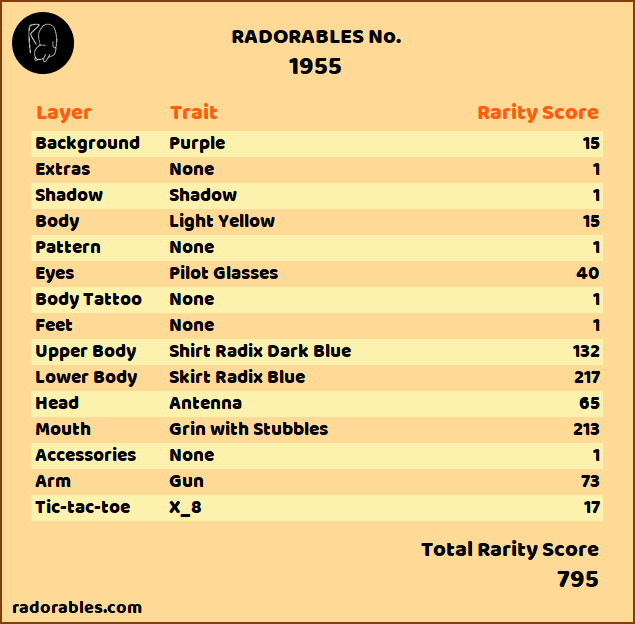 RADORABLES No.
1955
Layer Trait Rarity Score
Background Purple 15
Extras None 1
Shadow Shadow 1
Body Light Yellow 15
Pattern None 1
Eyes Pilot Glasses 40
Body Tattoo None 1
Feet None 1
Upper Body Shirt Radix Dark Blue 132
Lower Body Skirt Radix Blue 217
Head Antenna 65
Mouth Grin with Stubbles 213
Accessories None 1
Arm Gun 73
Tic-tac-toe X_8 17
Total Rarity Score
795
radorables.com